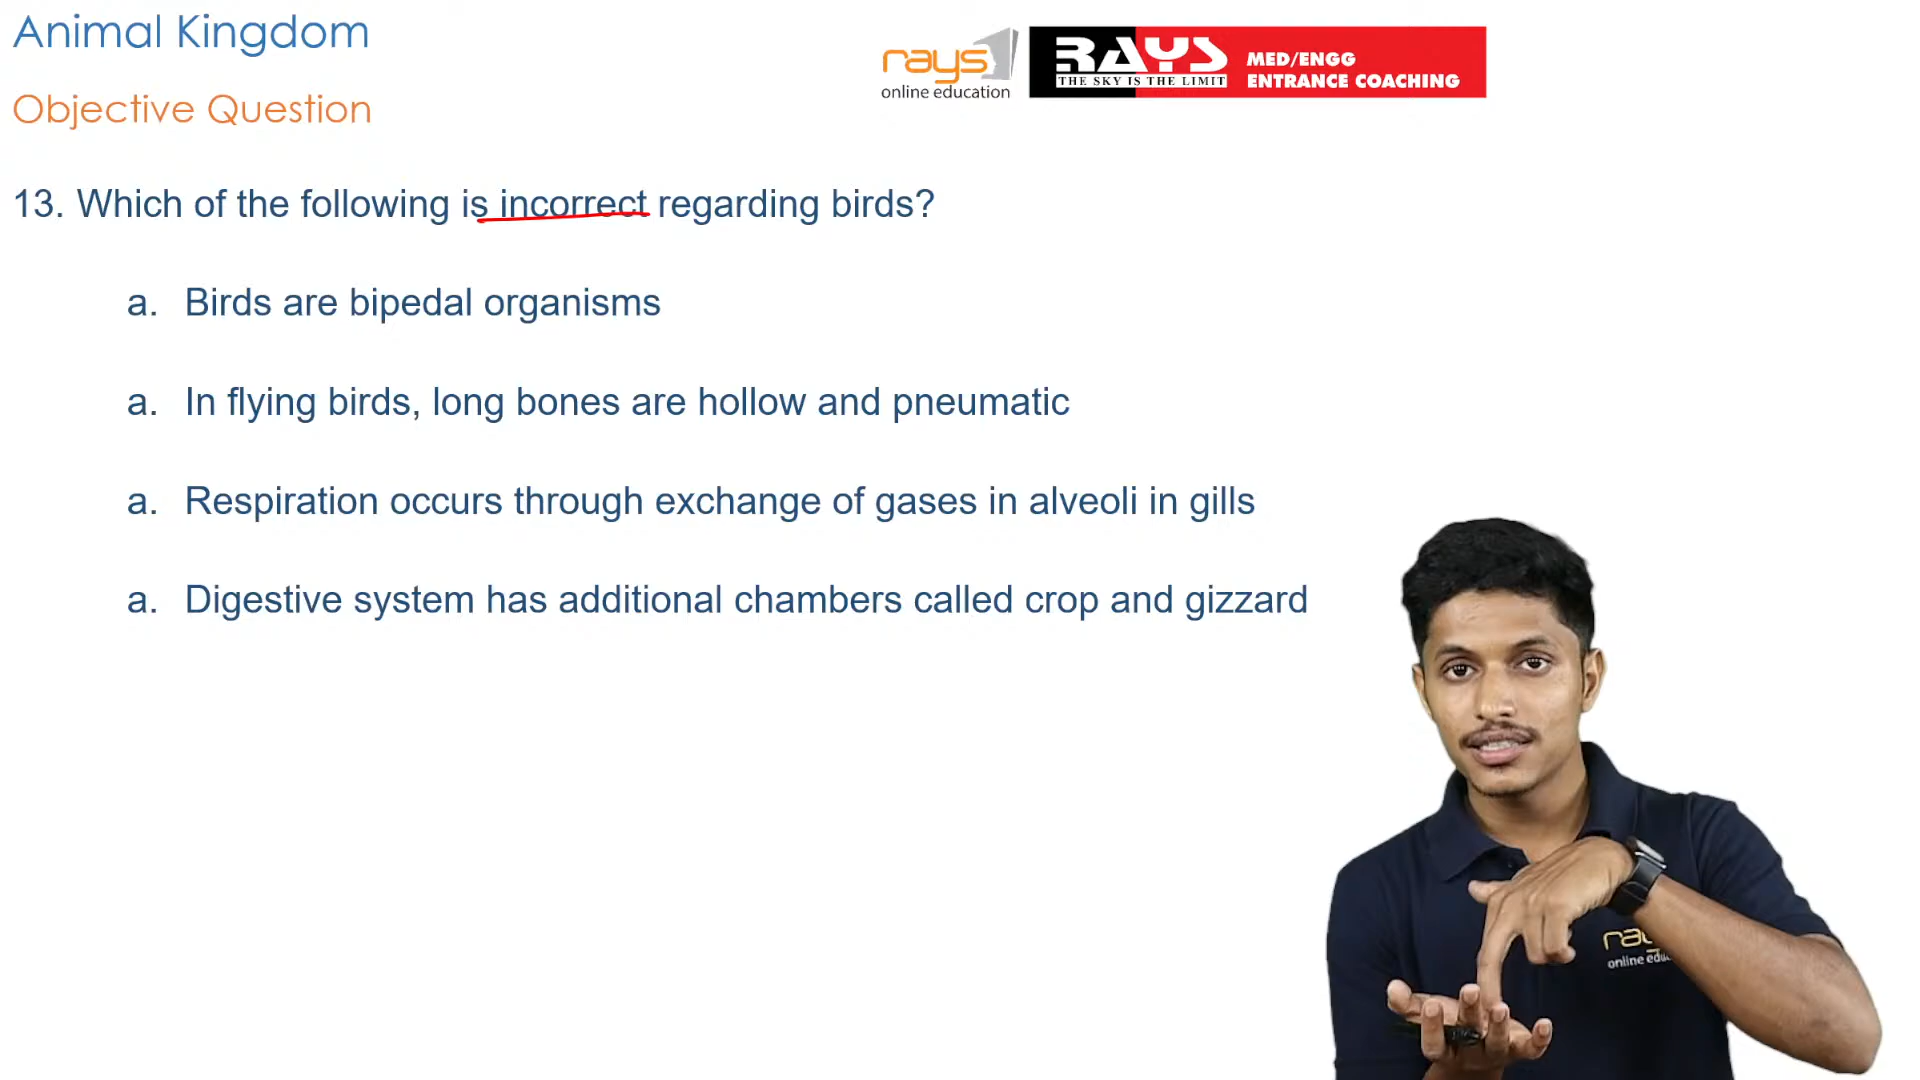 Animal Kingdom
rays
online education
RAYS
THE SKY IS THE LIMIT
MED/ENGG
ENTRANCE COACHING
Objective Question
13. Which of the following is incorrect regarding birds?
a. Birds are bipedal organisms
a. In flying birds, long bones are hollow and pneumatic
a. Respiration occurs through exchange of gases in alveoli in gills
a. Digestive system has additional chambers called crop and gizzard
online